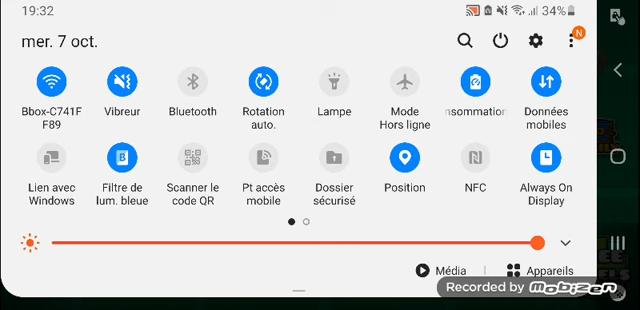 19:32
34%
mer. 7 oct.
N
Bbox-C741F
F89
Vibreur
Bluetooth
Rotation
auto.
Lampe
Mode
Hors ligne
nsommation
Données
mobiles
Lien avec
Windows
B
Filtre de
lum. bleue
Scanner le
code QR
Pt accès
mobile
Dossier
sécurisé
Position
NFC
Always On
Display
Média
Appareils
Recorded by
MOBIZEN